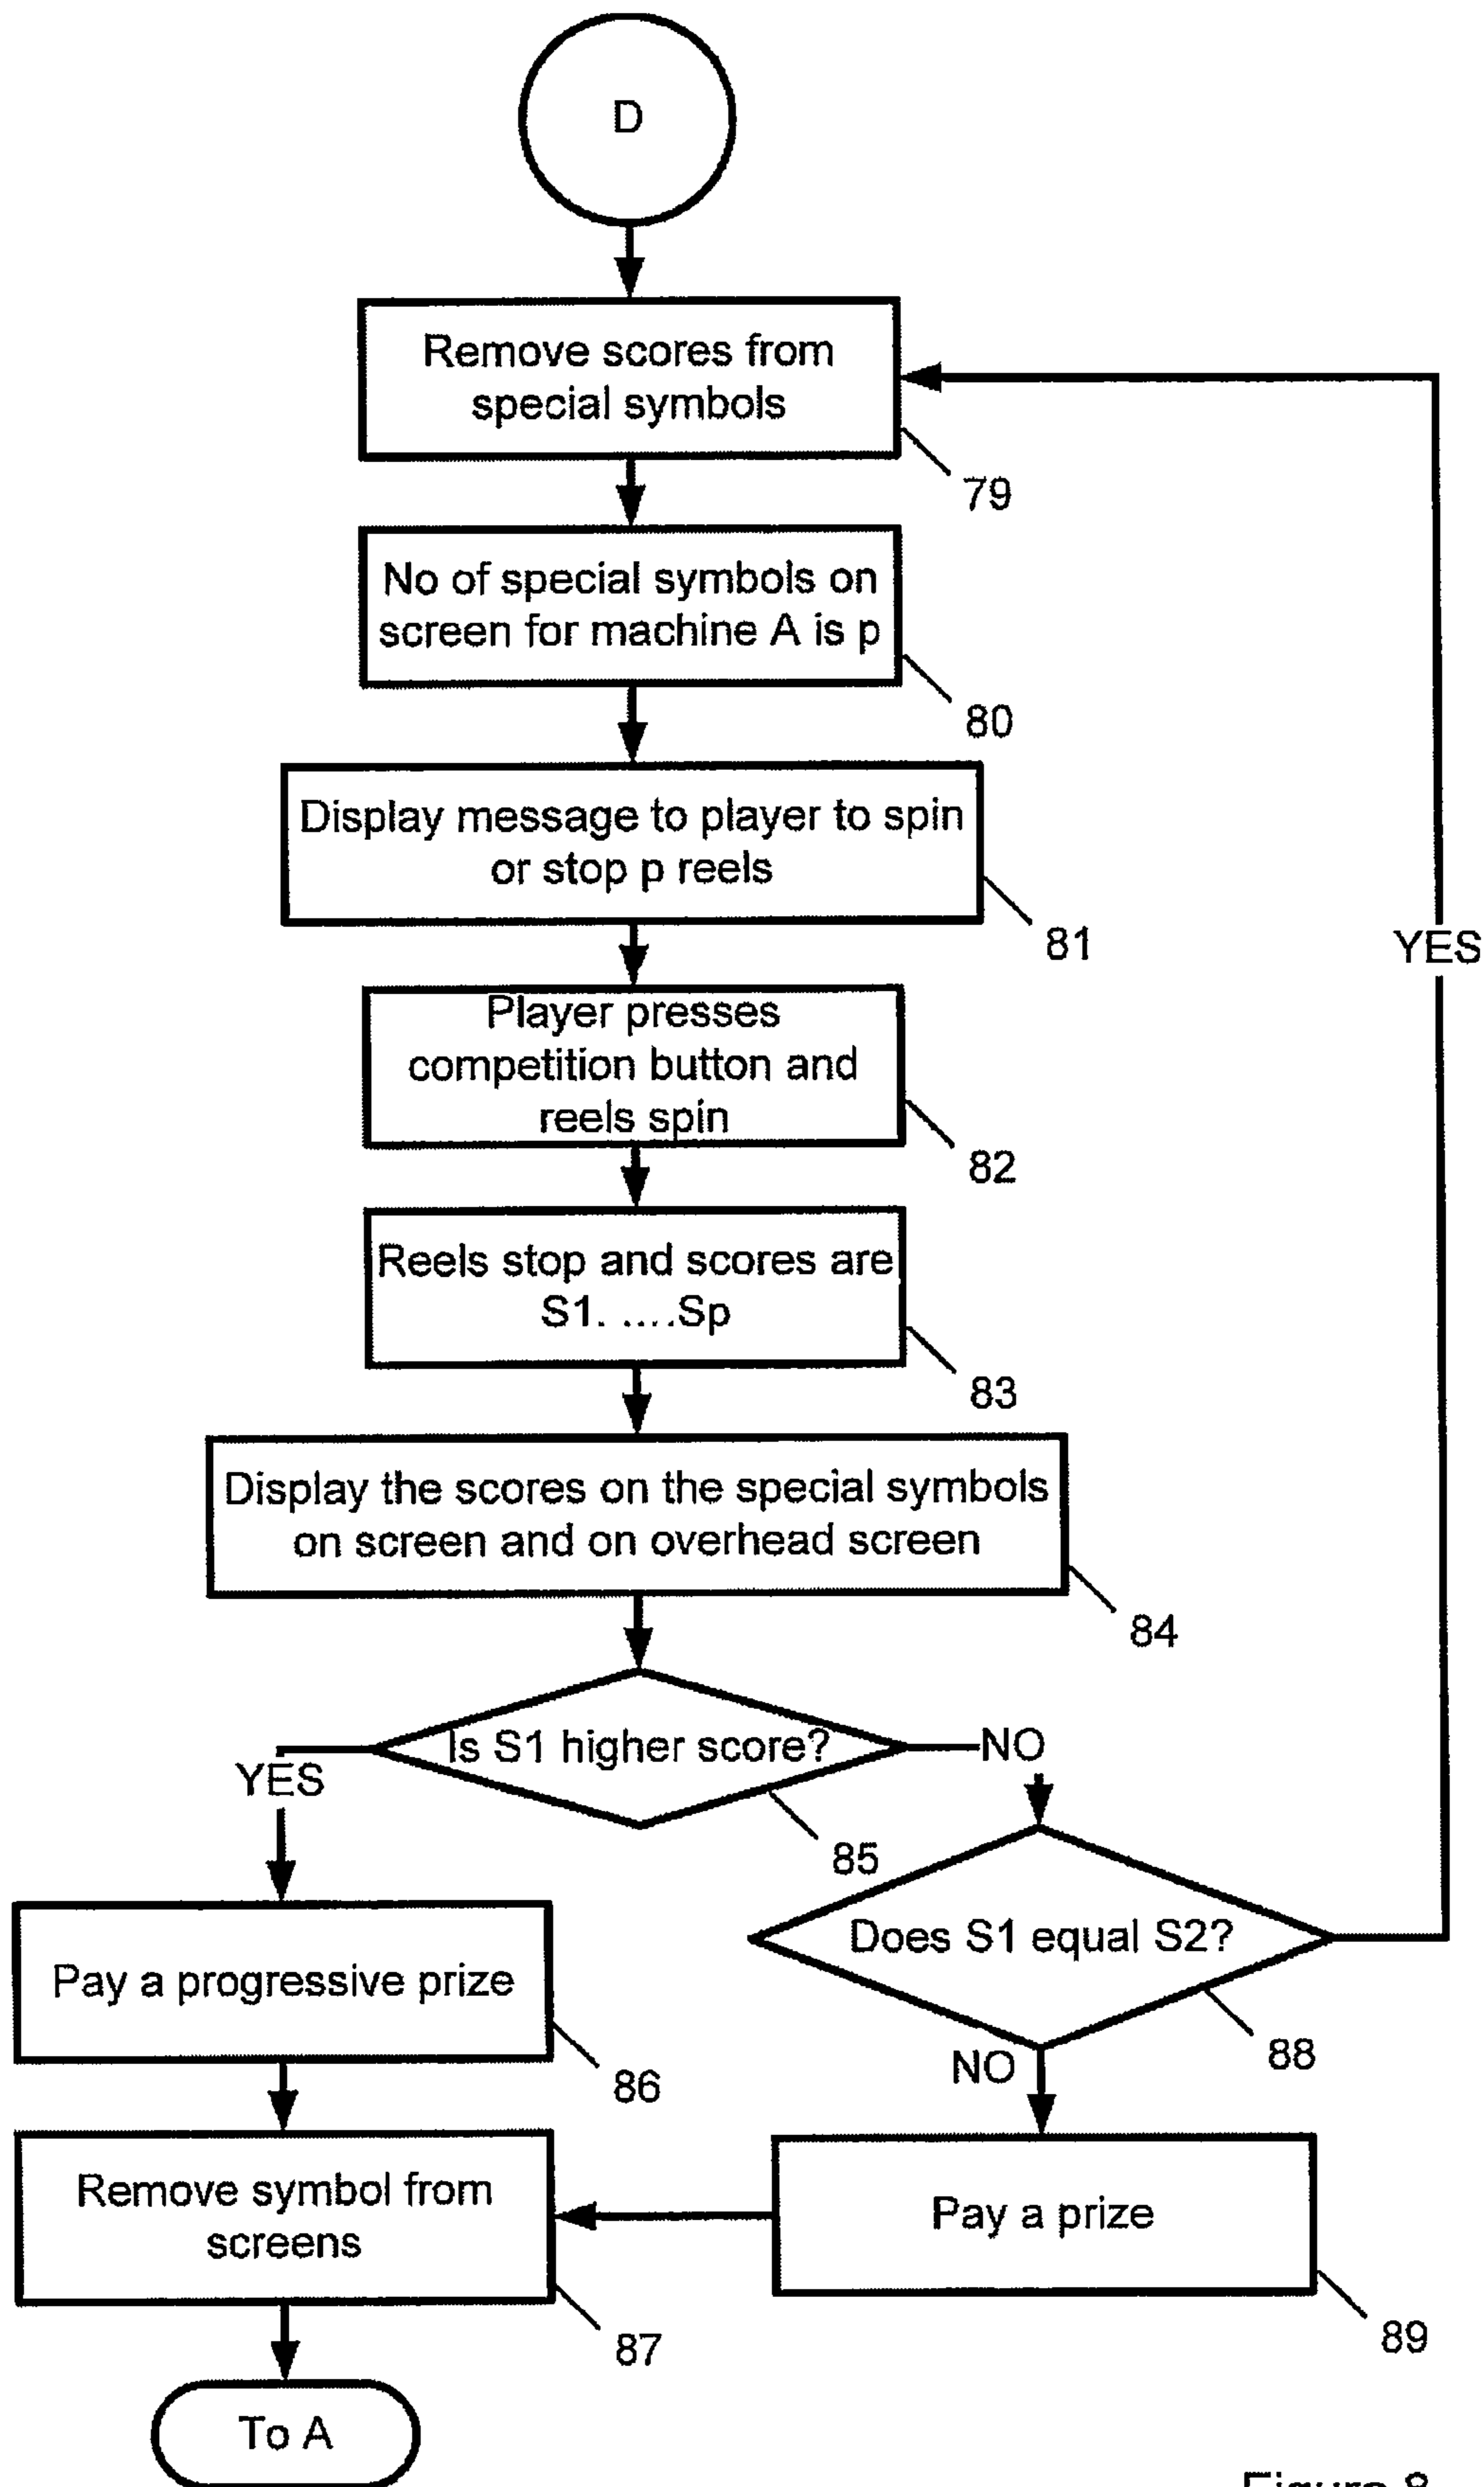 D
Remove scores from
special symbols
79
No of special symbols on
screen for machine A is p
80
Display message to player to spin
or stop p reels
81
YES
Player presses
competition button and
reels spin
82
Reels stop and scores are
S1. ....Sp
83
Display the scores on the special symbols
on screen and on overhead screen
84
Is S1 higher score?
NO
YES
85
Does S1 equal S2?
Pay a progressive prize
88
NO
86
Remove symbol from
screens
Pay a prize
87
89
To A
Figure 8